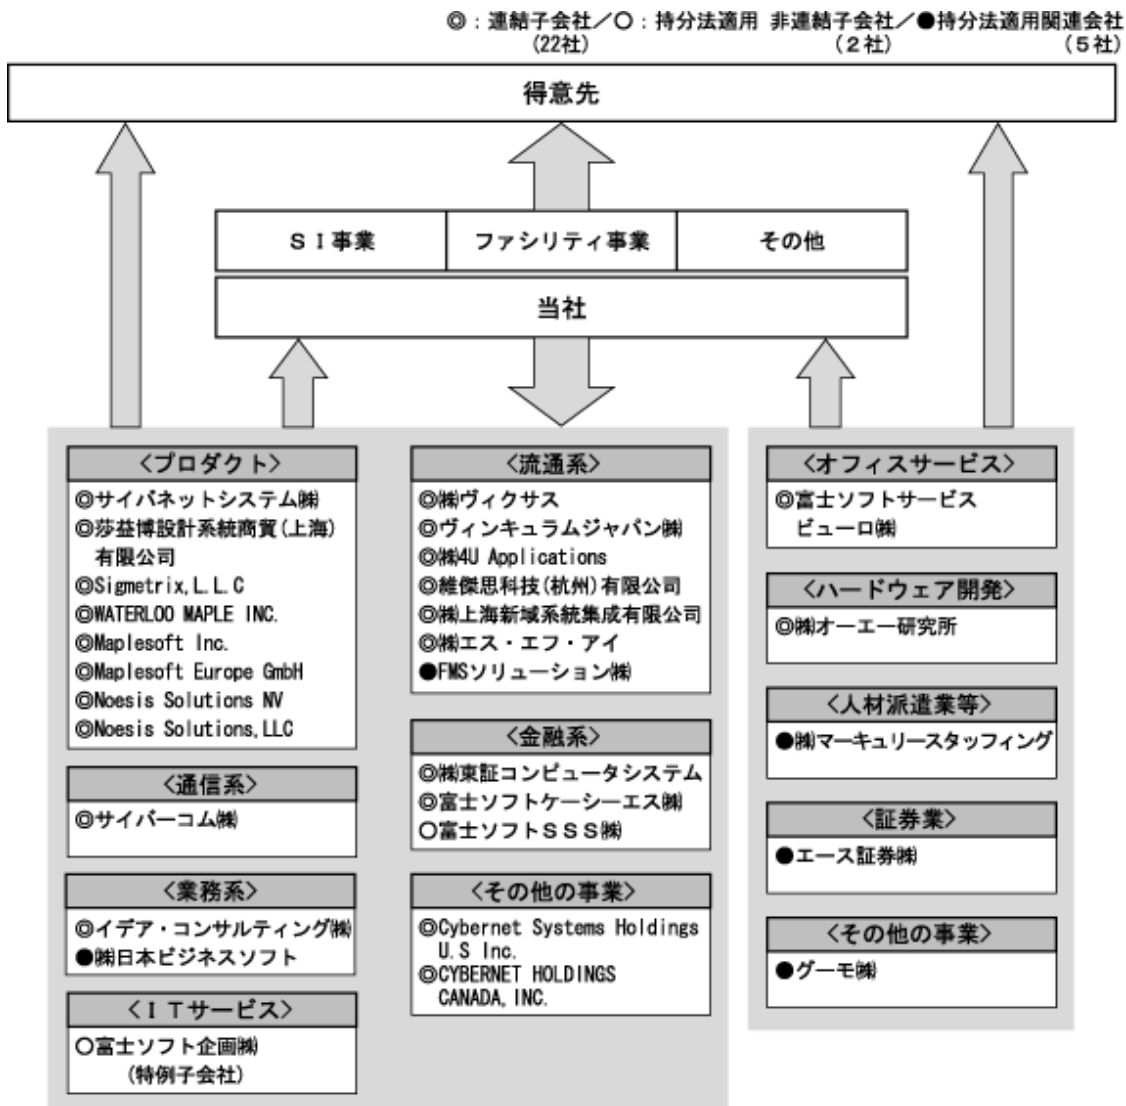 ◎：連結子会社／○：持分法適用 非連結子会社／●持分法適用関連会社
(22社)
(２社)
(５社)
得意先
ＳＩ事業
ファシリティ事業
その他
当社
〈プロダクト〉
◎サイバネットシステム㈱
◎莎益博設計系統商貿(上海)
有限公司
◎Sigmetrix,L.L.C
◎WATERLOO MAPLE INC.
◎Maplesoft Inc.
◎Maplesoft Europe GmbH
◎Noesis Solutions NV
◎Noesis Solutions,LLC
〈通信系〉
◎サイバーコム㈱
〈業務系〉
◎イデア・コンサルティング㈱
●㈱日本ビジネスソフト
〈ＩＴサービス〉
○富士ソフト企画㈱
(特例子会社)
〈流通系〉
◎㈱ヴィクサス
◎ヴィンキュラムジャパン㈱
◎㈱4U Applications
◎維傑思科技(杭州)有限公司
◎㈱上海新域系統集成有限公司
◎㈱エス・エフ・アイ
●FMSソリューション㈱
〈金融系〉
◎㈱東証コンピュータシステム
◎富士ソフトケーシーエス㈱
○富士ソフトＳＳＳ㈱
〈その他の事業〉
◎Cybernet Systems Holdings
U.S Inc.
◎CYBERNET HOLDINGS
CANADA,INC.
〈オフィスサービス〉
◎富士ソフトサービス
ビューロ㈱
〈ハードウェア開発〉
◎㈱オーエー研究所
〈人材派遣業等〉
●㈱マーキュリースタッフィング
〈証券業〉
●エース証券㈱
〈その他の事業〉
●グーモ㈱